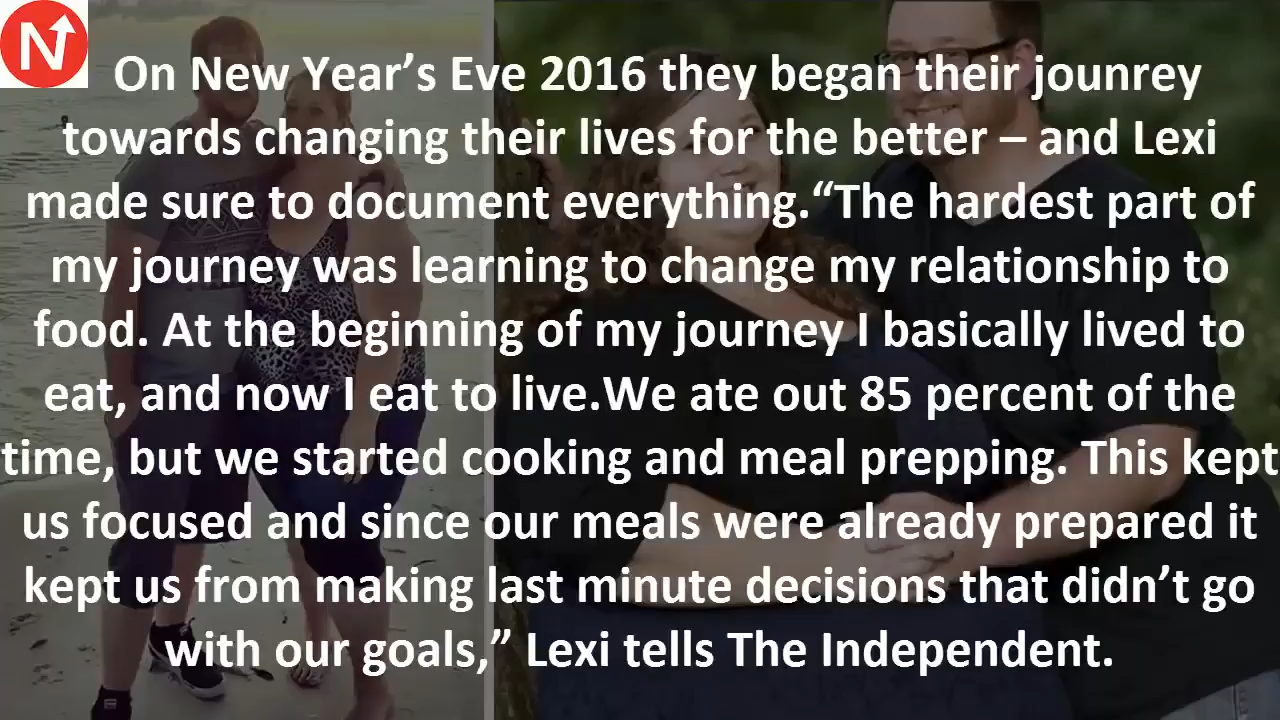 N
On New Year’s Eve 2016 they began their jounrey
towards changing their lives for the better – and Lexi
made sure to document everything.“The hardest part of
my journey was learning to change my relationship to
food. At the beginning of my journey I basically lived to
eat, and now I eat to live.We ate out 85 percent of the
time, but we started cooking and meal prepping. This kept
us focused and since our meals were already prepared it
kept us from making last minute decisions that didn’t go
with our goals,” Lexi tells The Independent.